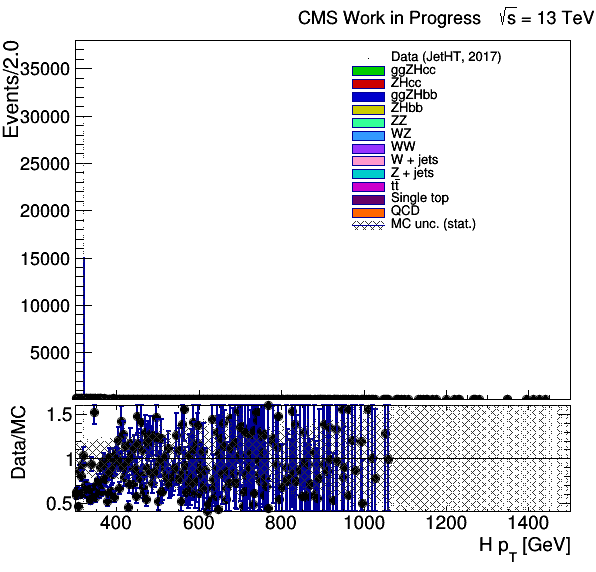 CMS Work in Progress √s = 13 TeV
Events/2.0
35000
30000
25000
20000
15000
10000
5000
Data (JetHT, 2017)
ggZHcc
ZHcc
ggZHbb
ZHbb
ZZ
WZ
WW
W + jets
Z + jets
tt̄
Single top
QCD
MC unc. (stat.)
Data/MC
1.5
1
0.5
400 600 800 1000 1200 1400
H p_T [GeV]